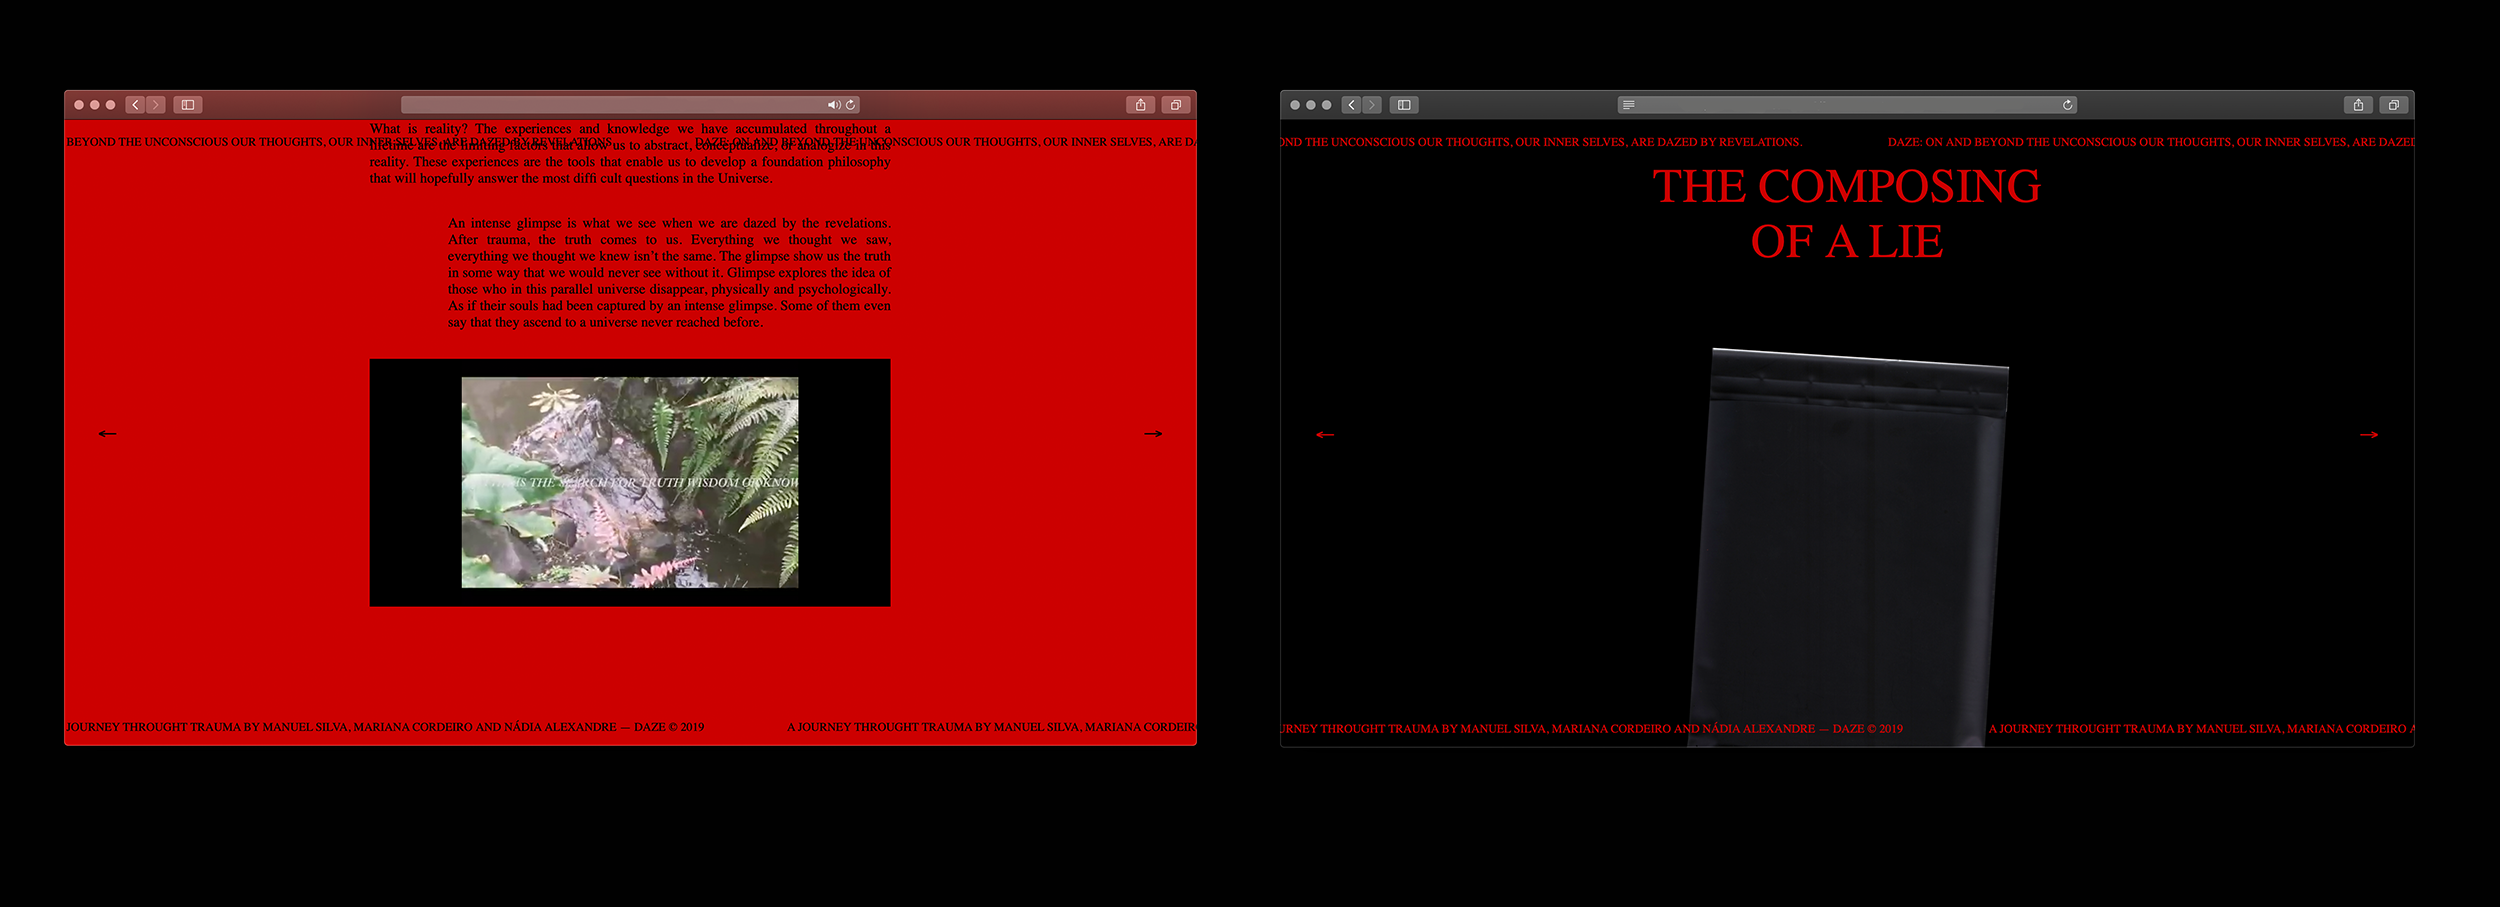 What is reality? The experiences and knowledge we have accumulated throughout a
BEYOND THE UNCONSCIOUS OUR THOUGHTS, OUR INNER SELVES, ARE DAZED BY REVELATIONS. DAZE: ON AND BEYOND THE UNCONSCIOUS OUR THOUGHTS, OUR INNER SELVES, ARE DA
lifetime are the limiting factors that allow us to abstract, conceptualize, or analogize in this
reality. These experiences are the tools that enable us to develop a foundation philosophy
that will hopefully answer the most diffi cult questions in the Universe.
An intense glimpse is what we see when we are dazed by the revelations.
After trauma, the truth comes to us. Everything we thought we saw,
everything we thought we knew isn't the same. The glimpse show us the truth
in some way that we would never see without it. Glimpse explores the idea of
those who in this parallel universe disappear, physically and psychologically.
As if their souls had been captured by an intense glimpse. Some of them even
say that they ascend to a universe never reached before.
IS THE SEARCH FOR TRUTH WISDOM OR KNOW
JOURNEY THROUGHT TRAUMA BY MANUEL SILVA, MARIANA CORDEIRO AND NÁDIA ALEXANDRE — DAZE © 2019 A JOURNEY THROUGHT TRAUMA BY MANUEL SILVA, MARIANA CORDEIRO
OND THE UNCONSCIOUS OUR THOUGHTS, OUR INNER SELVES, ARE DAZED BY REVELATIONS. DAZE: ON AND BEYOND THE UNCONSCIOUS OUR THOUGHTS, OUR INNER SELVES, ARE DAZED
THE COMPOSING
OF A LIE
URNEY THROUGHT TRAUMA BY MANUEL SILVA, MARIANA CORDEIRO AND NÁDIA ALEXANDRE — DAZE © 2019 A JOURNEY THROUGHT TRAUMA BY MANUEL SILVA, MARIANA CORDEIRO A